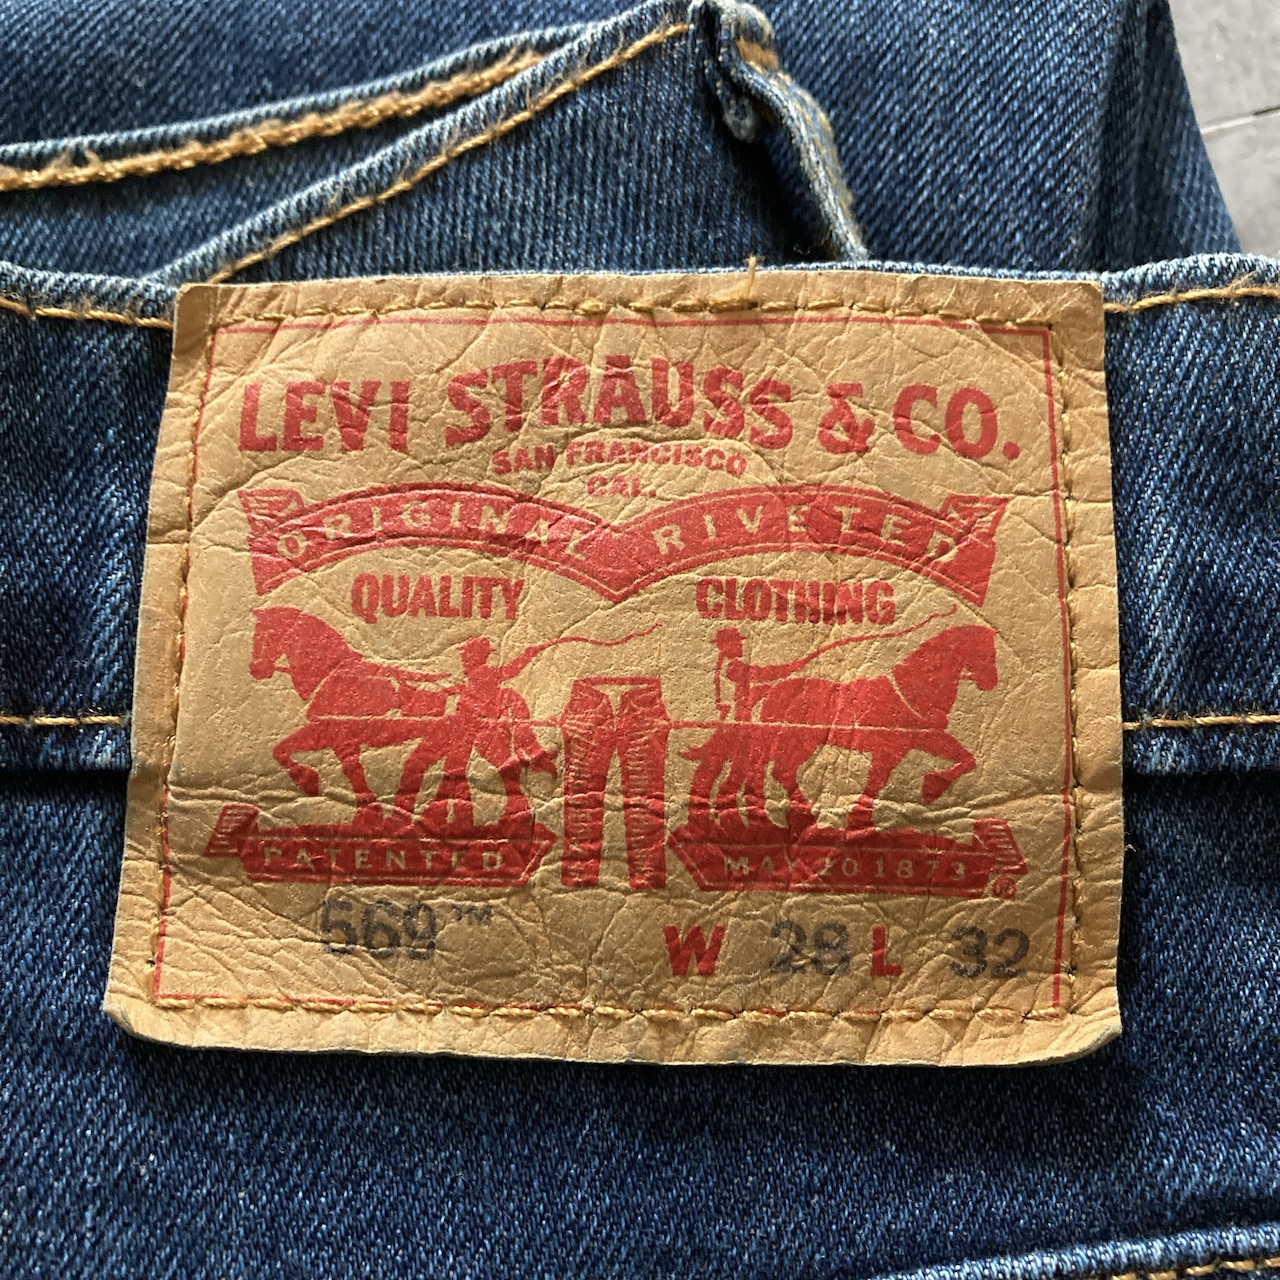 LEVI STRAUSS & CO.
SAN FRANCISCO
CAL.
ORIGINAL RIVETED
QUALITY CLOTHING
PATENTED MAY 20 1873 ®
569™ W 28 L 32